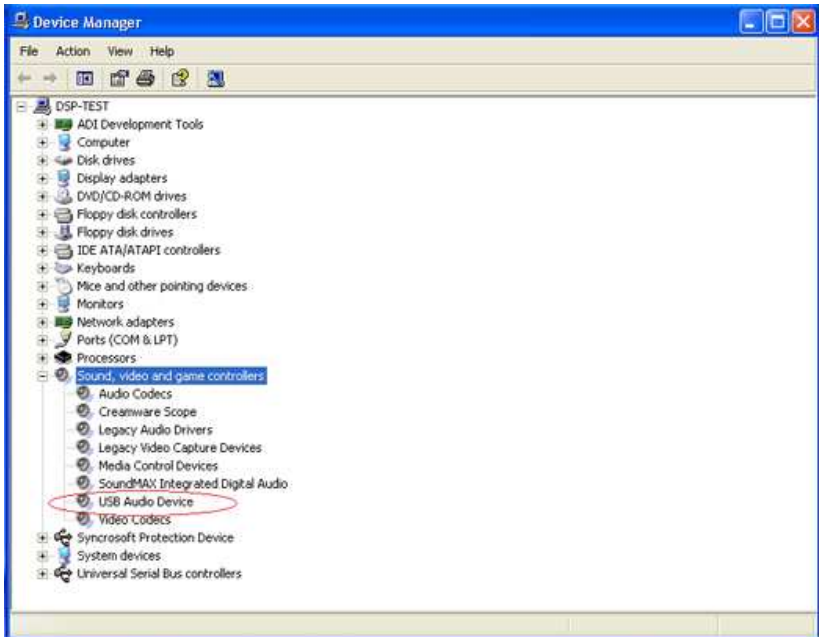 Device Manager
File Action View Help
DSP-TEST
ADI Development Tools
Computer
Disk drives
Display adapters
DVD/CD-ROM drives
Floppy disk controllers
Floppy disk drives
IDE ATA/ATAPI controllers
Keyboards
Mice and other pointing devices
Monitors
Network adapters
Ports (COM & LPT)
Processors
Sound, video and game controllers
Audio Codecs
Creamware Scope
Legacy Audio Drivers
Legacy Video Capture Devices
Media Control Devices
SoundMAX Integrated Digital Audio
USB Audio Device
Video Codecs
Syncrosoft Protection Device
System devices
Universal Serial Bus controllers